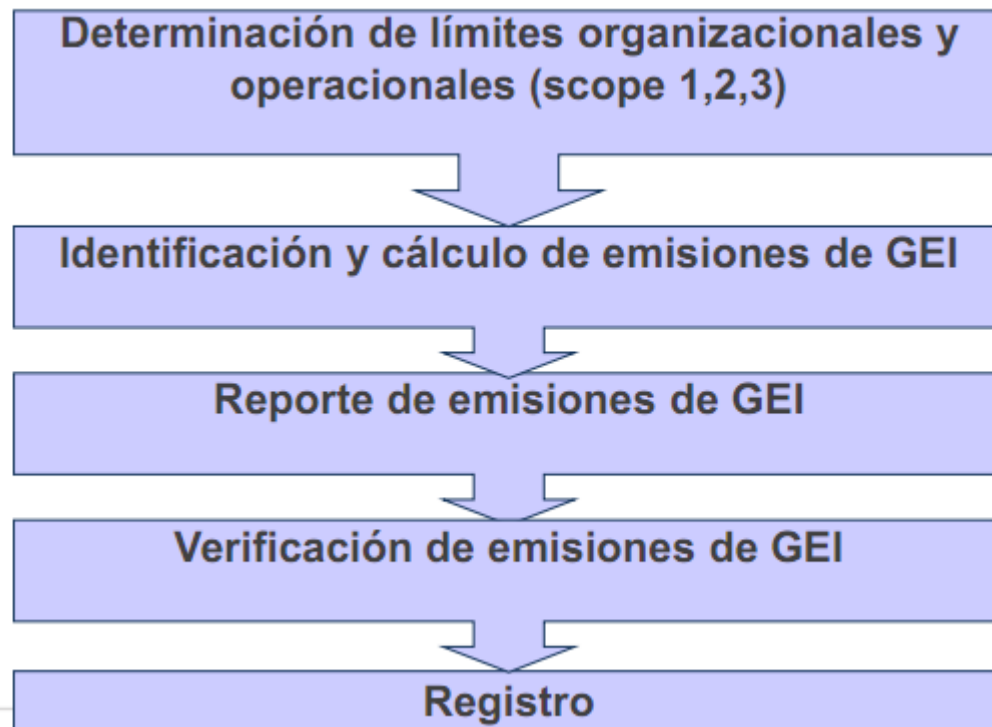 Determinación de límites organizacionales y
operacionales (scope 1,2,3)
Identificación y cálculo de emisiones de GEI
Reporte de emisiones de GEI
Verificación de emisiones de GEI
Registro